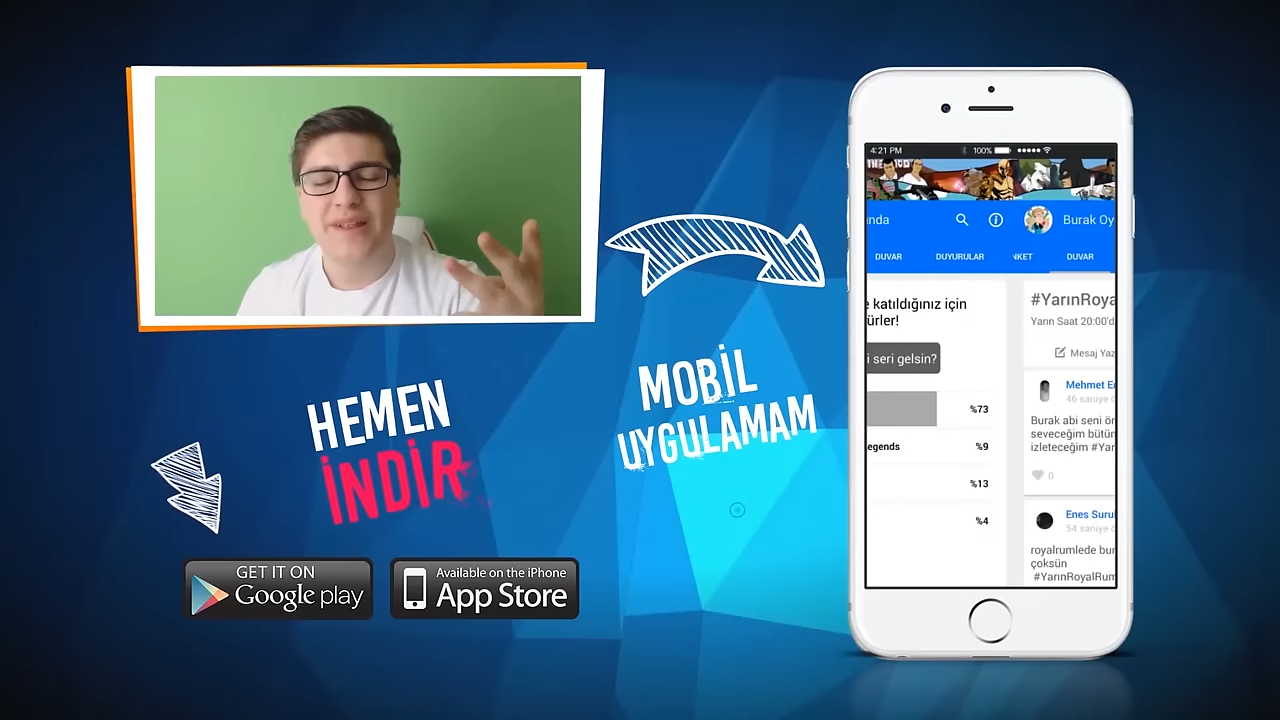 HEMEN
İNDİR
MOBİL
UYGULAMAM
GET IT ON
Google play
Available on the iPhone
App Store
4:21 PM
100%
ında
Burak Oy
DUVAR
DUYURULAR
NKET
DUVAR
e katıldığınız için
ürler!
i seri gelsin?
%73
egends
%9
%13
%4
#YarınRoya
Yarın Saat 20:00'd
Mesaj Yaz
Mehmet E
46 saniye ö
Burak abi seni ör
seveceğim bütün
izleteceğim #Yar
0
Enes Suru
54 saniye ö
royalrumlede bur
çoksün
#YarınRoyalRum